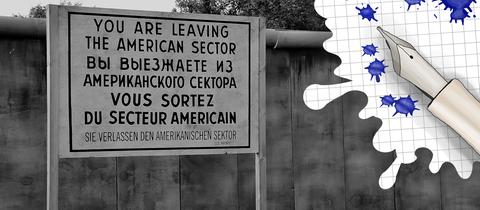 YOU ARE LEAVING
THE AMERICAN SECTOR
ВЫ ВЫЕЗЖАЕТЕ ИЗ
АМЕРИКАНСКОГО СЕКТОРА
VOUS SORTEZ
DU SECTEUR AMERICAIN
SIE VERLASSEN DEN AMERIKANISCHEN SEKTOR